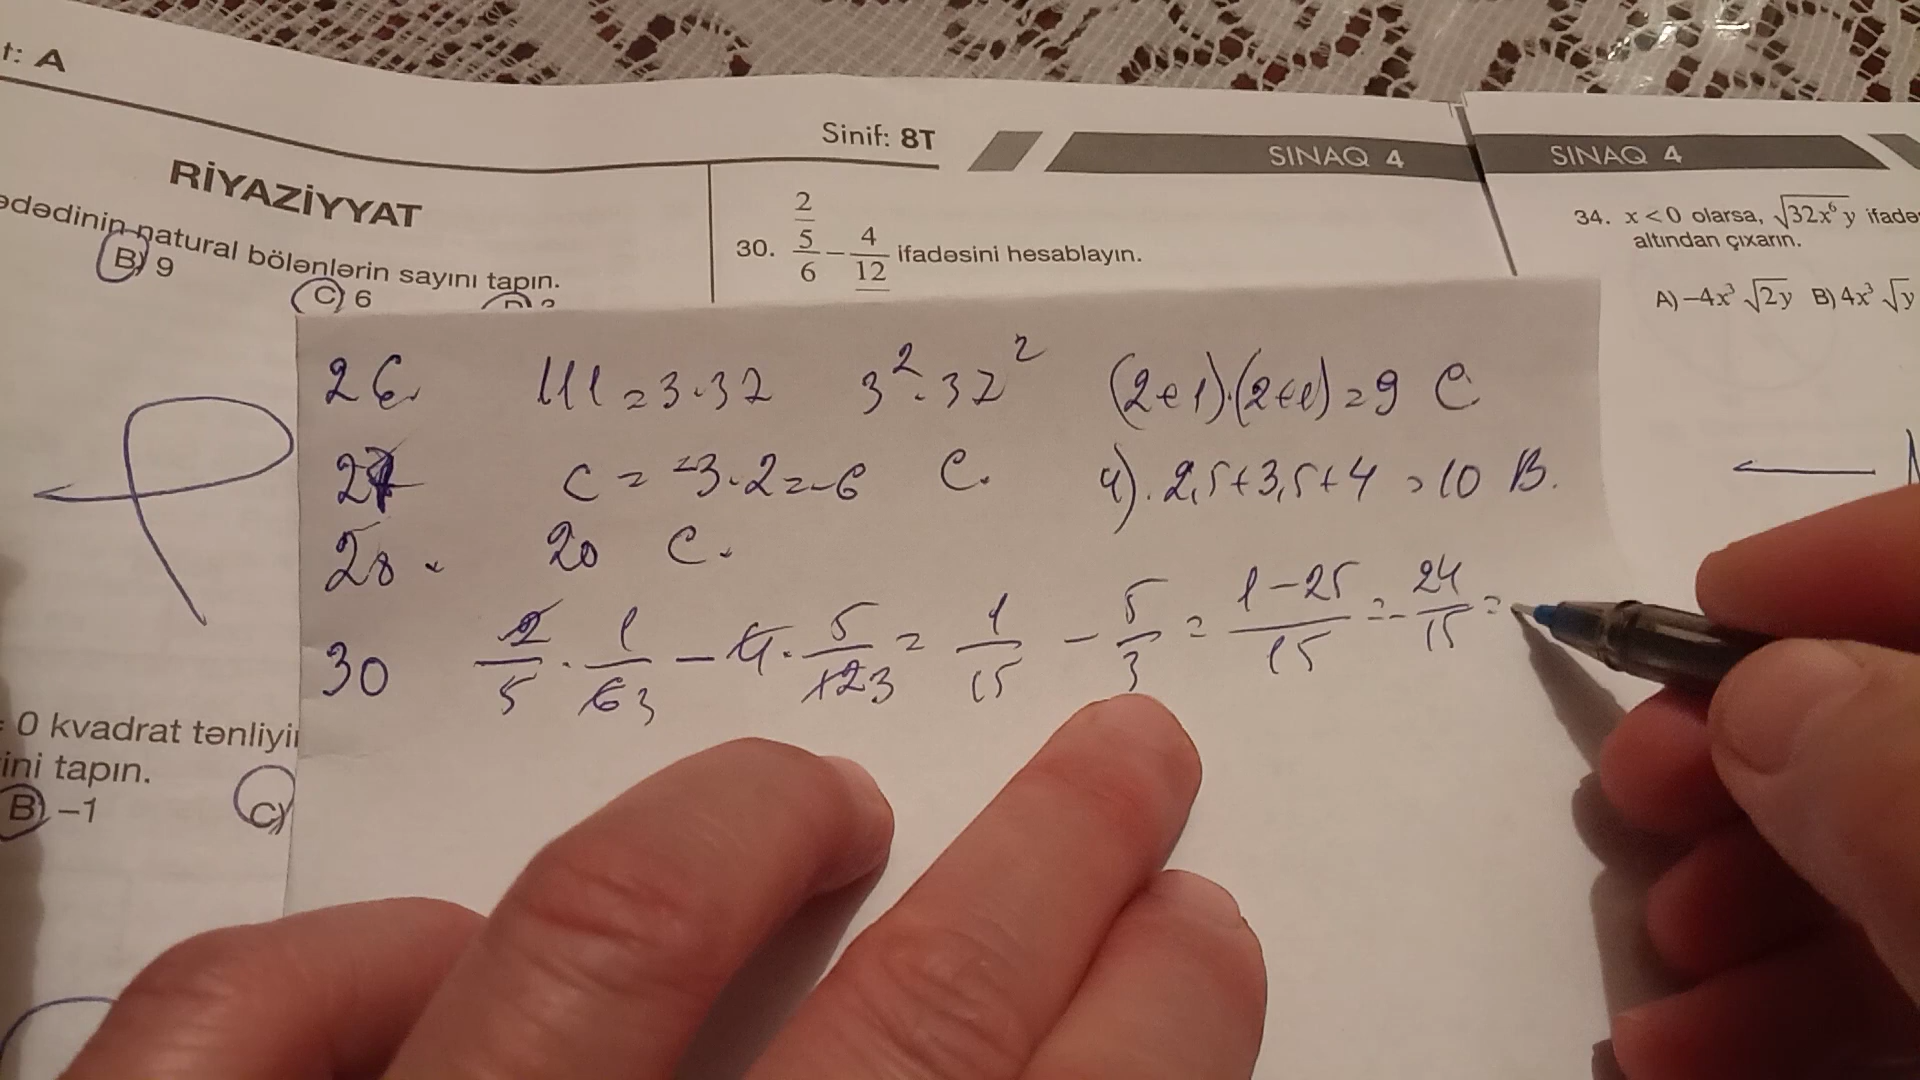 t: A
Sinif: 8T
SINAQ 4
SINAQ 4
RİYAZİYYAT
ədədinin natural bölənlərin sayını tapın.
B) 9
C) 6
30. 2/5/6 − 4/12 ifadəsini hesablayın.
34. x < 0 olarsa, √32x⁶y ifadə
altından çıxarın.
A) −4x³ √2y B) 4x³ √y
26. 111 = 3·37 3²·37² (2+1)·(2+1) = 9 C
27 c = −3·2 = −6 C. 4). 2,5+3,5+4 = 10 B.
28. 20 C.
30 2/5 · 1/63 − 4 · 5/123 = 1/15 − 5/3 = 1−25/15 = −24/15 =
= 0 kvadrat tənliyi
ini tapın.
B) −1
C)